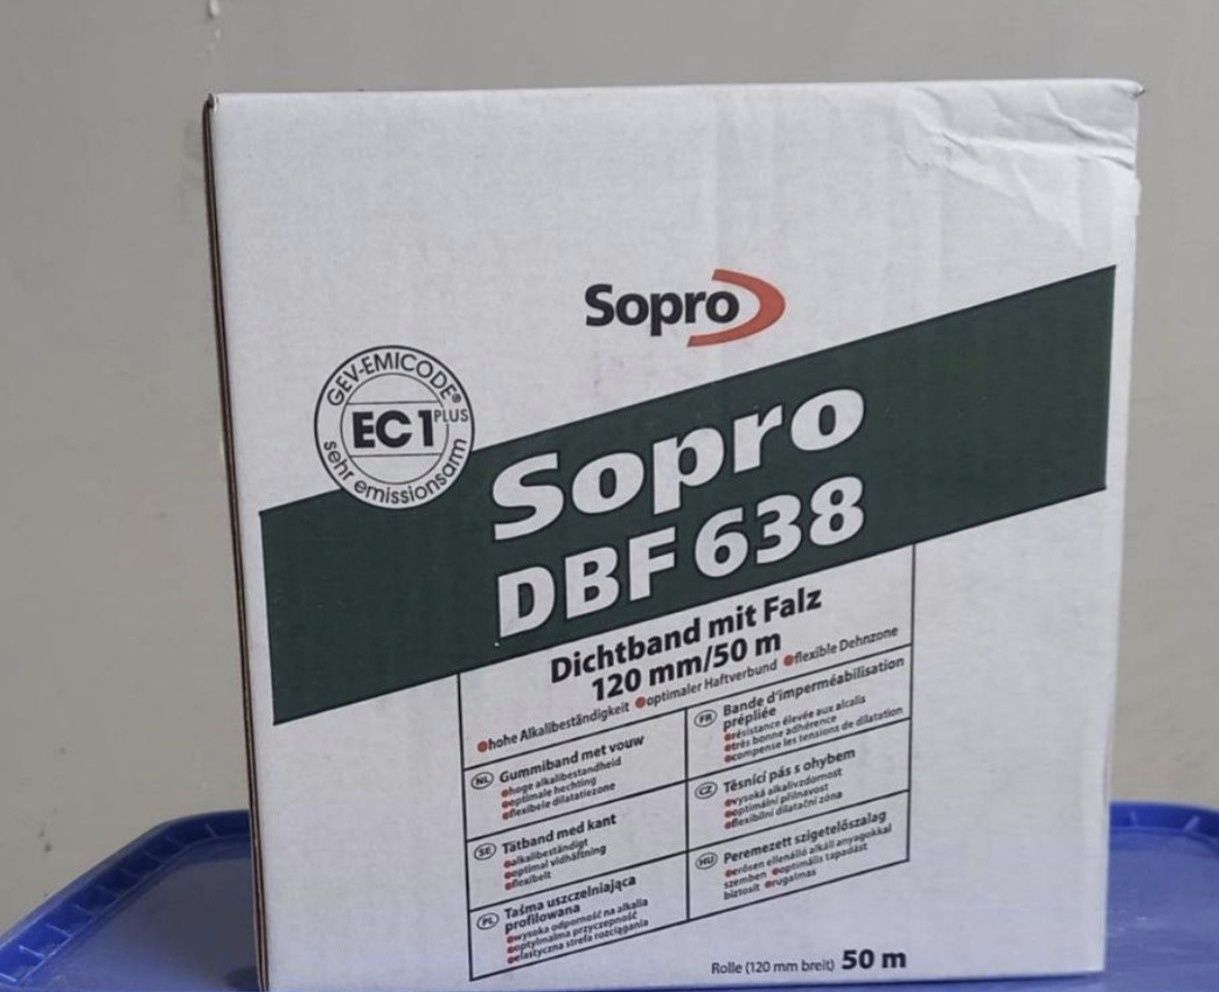 Sopro
GEV-EMICODE®
EC1 PLUS
sehr emissionsarm
Sopro
DBF 638
Dichtband mit Falz
120 mm/50 m
hohe Alkalibeständigkeit optimaler Haftverbund flexible Dehnzone
NL Gummiband met vouw
hoge alkalibestandheid
optimale hechting
flexibele dilatatiezone
SE Tätband med kant
alkalibeständigt
optimal vidhäftning
flexibelt
PL Taśma uszczelniająca
profilowana
wysoka odporność na alkalia
optylmalma przyczepność
elastyczna strefa rozciągania
FR Bande d'imperméabilisation
prépliée
résistance élevée aux alcalis
très bonne adhérence
compense les tensions de dilatation
CZ Těsnící pás s ohybem
vysoká alkalivzdornost
optimální přilnavost
flexibilní dilatační zóna
HU Peremezett szigetelőszalag
erősen ellenálló alkáli anyagokkal
szemben optimális tapadást
biztosít rugalmas
Rolle (120 mm breit) 50 m